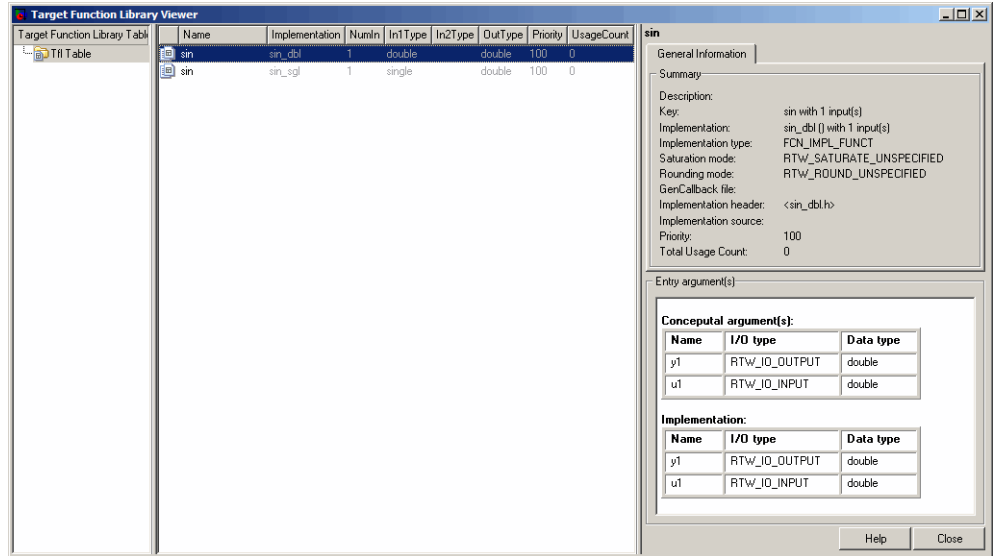 Target Function Library Viewer
Target Function Library Table
Tfl Table
Name Implementation NumIn In1Type In2Type OutType Priority UsageCount
sin sin_dbl 1 double double 100 0
sin sin_sgl 1 single double 100 0
sin
General Information
Summary
Description:
Key: sin with 1 input(s)
Implementation: sin_dbl () with 1 input(s)
Implementation type: FCN_IMPL_FUNCT
Saturation mode: RTW_SATURATE_UNSPECIFIED
Rounding mode: RTW_ROUND_UNSPECIFIED
GenCallback file:
Implementation header: <sin_dbl.h>
Implementation source:
Priority: 100
Total Usage Count: 0
Entry argument(s)
Conceputal argument(s):
Name I/O type Data type
y1 RTW_IO_OUTPUT double
u1 RTW_IO_INPUT double
Implementation:
Name I/O type Data type
y1 RTW_IO_OUTPUT double
u1 RTW_IO_INPUT double
Help Close